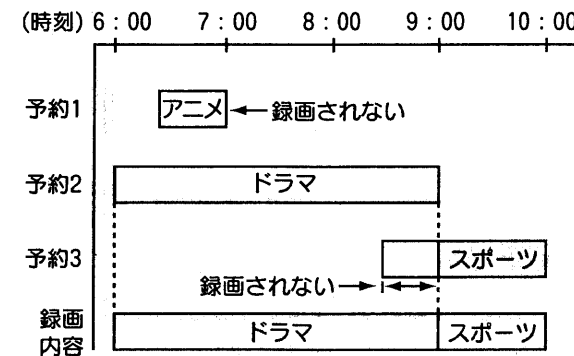 (時刻) 6:00 7:00 8:00 9:00 10:00
予約1 アニメ 録画されない
予約2 ドラマ
予約3 スポーツ
録画されない
録画 ドラマ スポーツ
内容